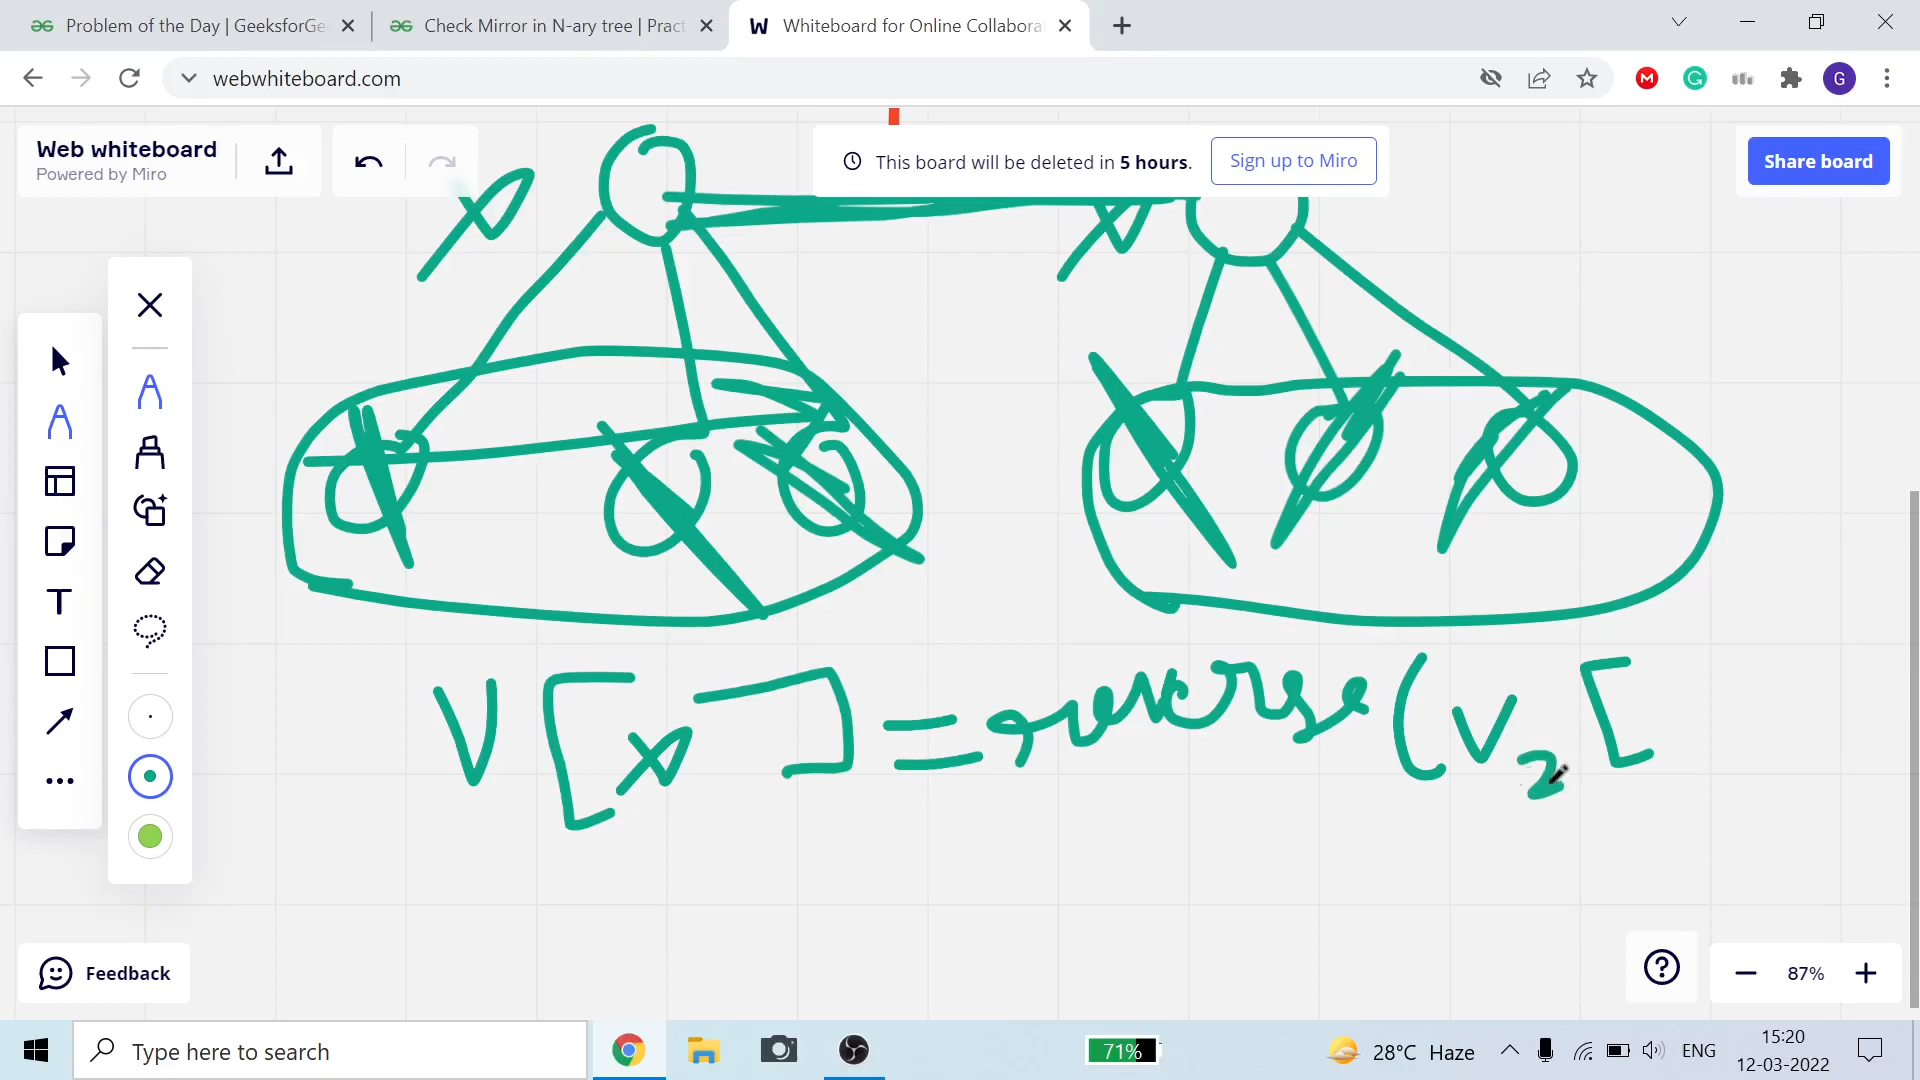 Problem of the Day | GeeksforGe
Check Mirror in N-ary tree | Pract
W Whiteboard for Online Collabora
webwhiteboard.com
M
G
G
Web whiteboard
Powered by Miro
This board will be deleted in 5 hours.
Sign up to Miro
Share board
x
x
T
V[x] = reverse(V2[
Feedback
87%
Type here to search
71%
28°C Haze
ENG
15:20
12-03-2022